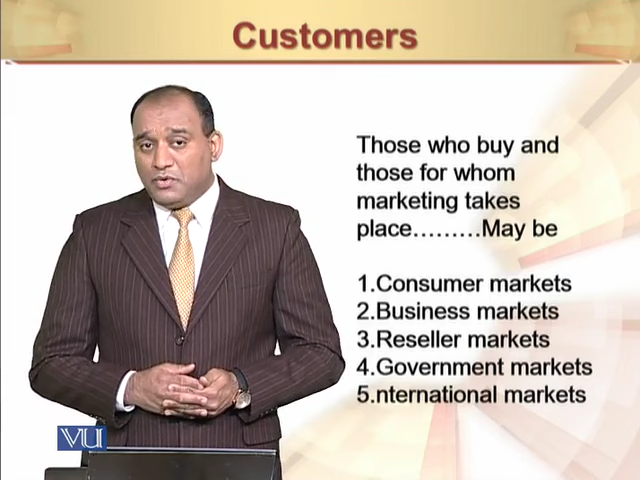 Customers
Those who buy and
those for whom
marketing takes
place.........May be
1.Consumer markets
2.Business markets
3.Reseller markets
4.Government markets
5.nternational markets
VU